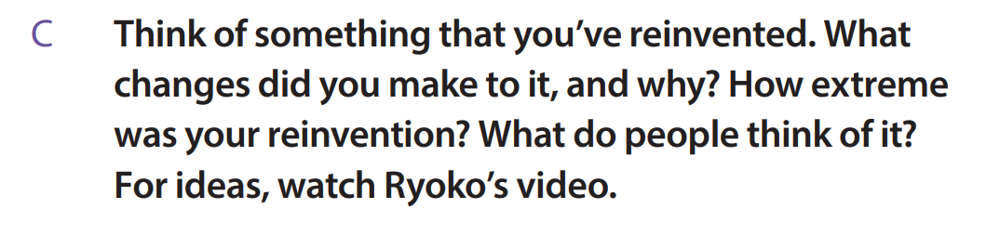 C Think of something that you’ve reinvented. What
changes did you make to it, and why? How extreme
was your reinvention? What do people think of it?
For ideas, watch Ryoko’s video.